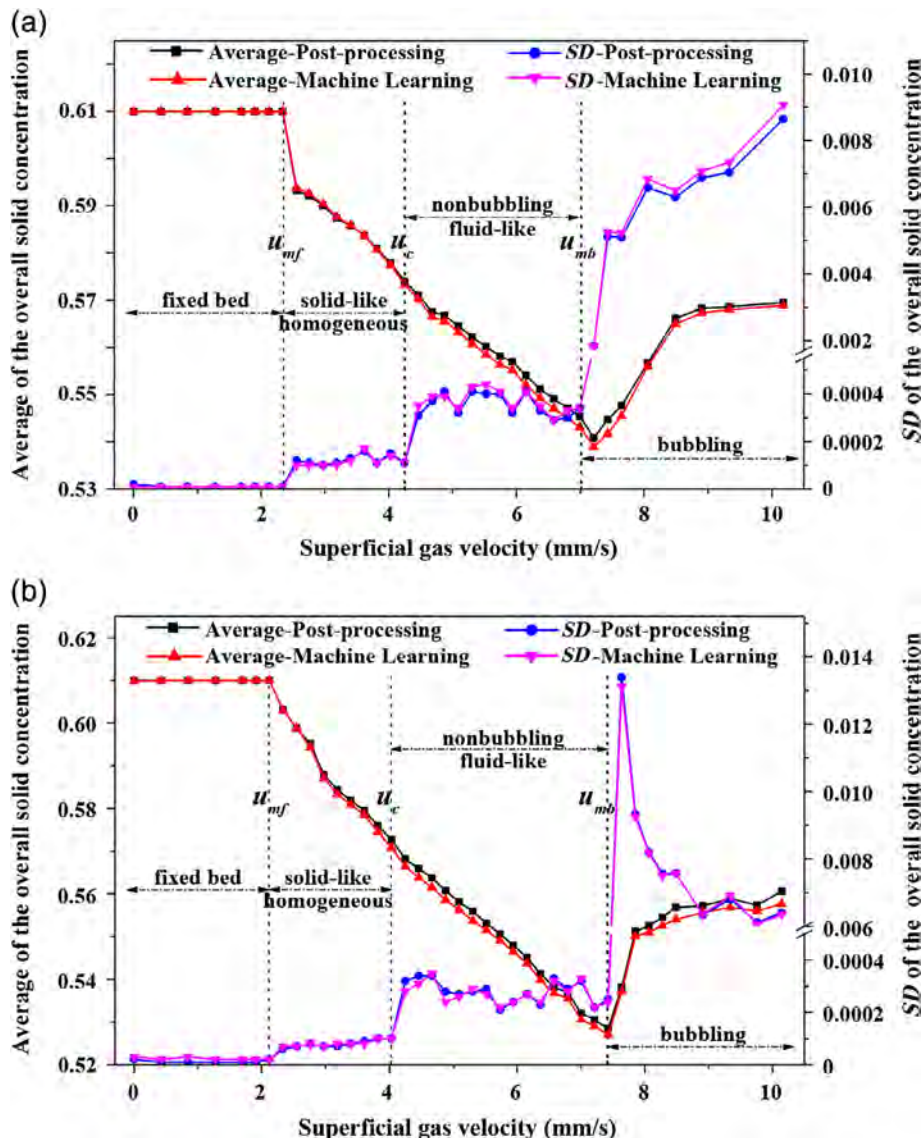 (a)
Average-Post-processing
SD-Post-processing
Average-Machine Learning
SD-Machine Learning
Average of the overall solid concentration
0.61
0.59
0.57
0.55
0.53
0.010
0.008
0.006
0.004
0.002
0.0004
0.0002
0
SD of the overall solid concentration
nonbubbling
fluid-like
u_mf
u_c
u_mb
fixed bed
solid-like
homogeneous
bubbling
0 2 4 6 8 10
Superficial gas velocity (mm/s)
(b)
Average-Post-processing
SD-Post-processing
Average-Machine Learning
SD-Machine Learning
Average of the overall solid concentration
0.62
0.60
0.58
0.56
0.54
0.52
0.014
0.012
0.010
0.008
0.006
0.0004
0.0002
0
SD of the overall solid concentration
nonbubbling
fluid-like
u_mf
u_c
u_mb
fixed bed
solid-like
homogeneous
bubbling
0 2 4 6 8 10
Superficial gas velocity (mm/s)